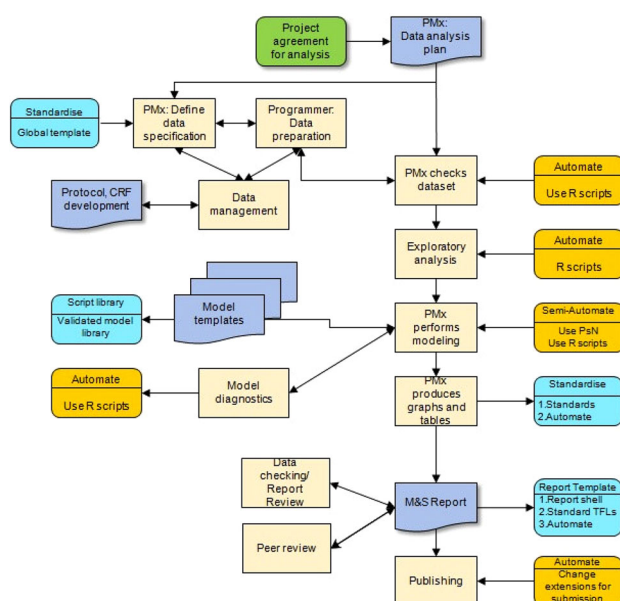 Project
agreement
for analysis
PMx:
Data analysis
plan
Standardise
Global template
PMx: Define
data
specification
Programmer:
Data
preparation
Protocol, CRF
development
Data
management
PMx checks
dataset
Automate
Use R scripts
Exploratory
analysis
Automate
R scripts
Script library
Validated model
library
Model
templates
PMx
performs
modeling
Semi-Automate
Use PsN
Use R scripts
Automate
Use R scripts
Model
diagnostics
PMx
produces
graphs and
tables
Standardise
1.Standards
2.Automate
Data
checking/
Report
Review
M&S Report
Report Template
1.Report shell
2.Standard TFLs
3.Automate
Peer review
Publishing
Automate
Change
extensions for
submission